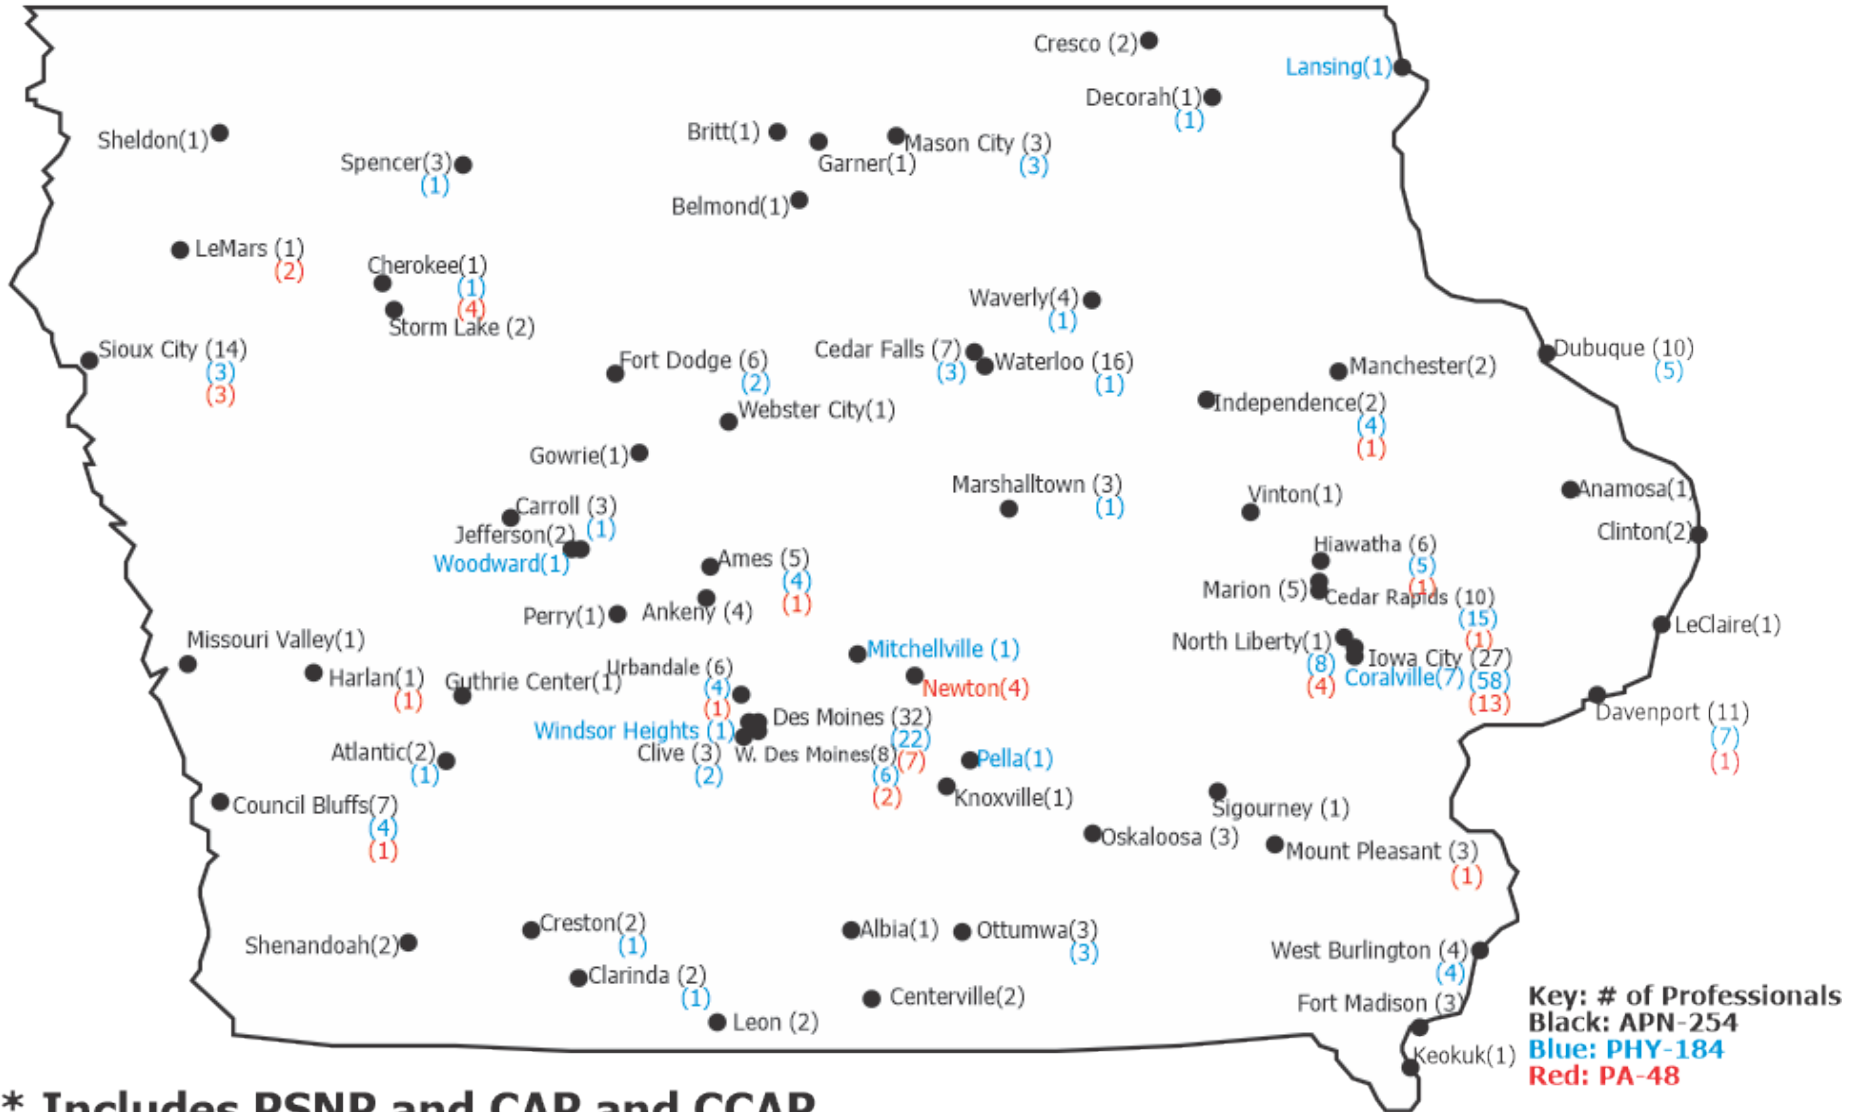 Cresco (2)
Lansing(1)
Decorah(1)
(1)
Sheldon(1)
Britt(1)
Garner(1)
Mason City (3)
(3)
Spencer(3)
(1)
Belmond(1)
LeMars (1)
(2)
Cherokee(1)
(1)
(4)
Storm Lake (2)
Waverly(4)
(1)
Sioux City (14)
(3)
(3)
Fort Dodge (6)
(2)
Cedar Falls (7)
(3)
Waterloo (16)
(1)
Manchester(2)
Dubuque (10)
(5)
Independence(2)
(4)
(1)
Webster City(1)
Gowrie(1)
Marshalltown (3)
(1)
Vinton(1)
Anamosa(1)
Clinton(2)
Carroll (3)
(1)
Jefferson(2)
Woodward(1)
Ames (5)
(4)
(1)
Ankeny (4)
Perry(1)
Hiawatha (6)
(5)
(1)
Marion (5)
Cedar Rapids (10)
(15)
(1)
LeClaire(1)
North Liberty(1)
(8)
(4)
Iowa City (27)
(58)
(13)
Coralville(7)
Missouri Valley(1)
Harlan(1)
(1)
Guthrie Center(1)
Urbandale (6)
(4)
(1)
Mitchellville (1)
Newton(4)
Davenport (11)
(7)
(1)
Windsor Heights (1)
Des Moines (32)
(22)
(7)
Clive (3)
(2)
W. Des Moines(8)
(6)
(2)
Atlantic(2)
(1)
Pella(1)
Knoxville(1)
Council Bluffs(7)
(4)
(1)
Sigourney (1)
Oskaloosa (3)
Mount Pleasant (3)
(1)
Shenandoah(2)
Creston(2)
(1)
Albia(1)
Ottumwa(3)
(3)
West Burlington (4)
(4)
Clarinda (2)
(1)
Centerville(2)
Leon (2)
Fort Madison (3)
Keokuk(1)
Key: # of Professionals
Black: APN-254
Blue: PHY-184
Red: PA-48
* Includes PSNP and CAP and CCAP